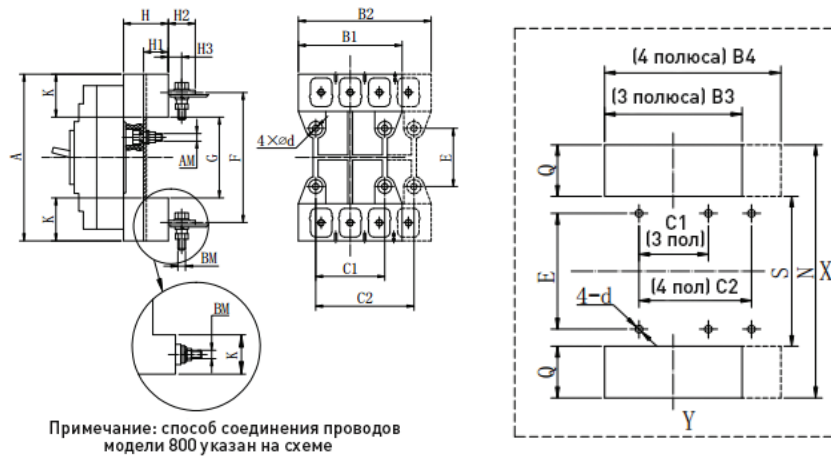 H H2
H1 H3
K
A
AM
G
F
K
BM
BM
K
B2
B1
4×⌀d
E
C1
C2
Примечание: способ соединения проводов
модели 800 указан на схеме
(4 полюса) B4
(3 полюса) B3
Q
C1
(3 пол)
E
(4 пол) C2
S
N
X
4-d
Q
Y